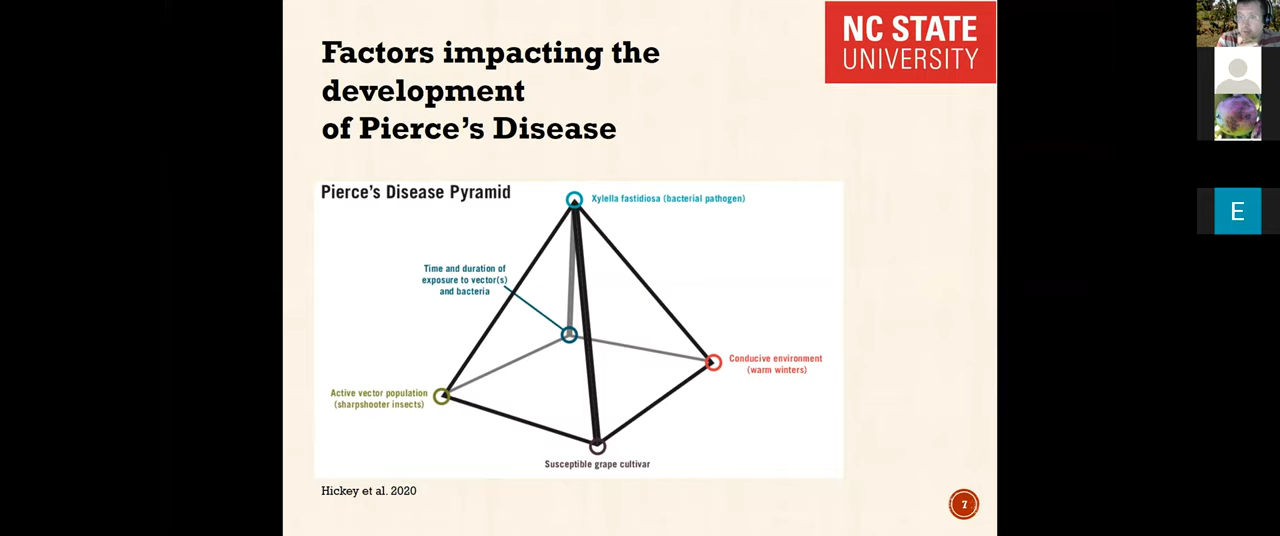 Factors impacting the
development
of Pierce’s Disease
NC STATE
UNIVERSITY
Pierce’s Disease Pyramid
Xylella fastidiosa (bacterial pathogen)
Time and duration of
exposure to vector(s)
and bacteria
Conducive environment
(warm winters)
Active vector population
(sharpshooter insects)
Susceptible grape cultivar
Hickey et al. 2020
7
E